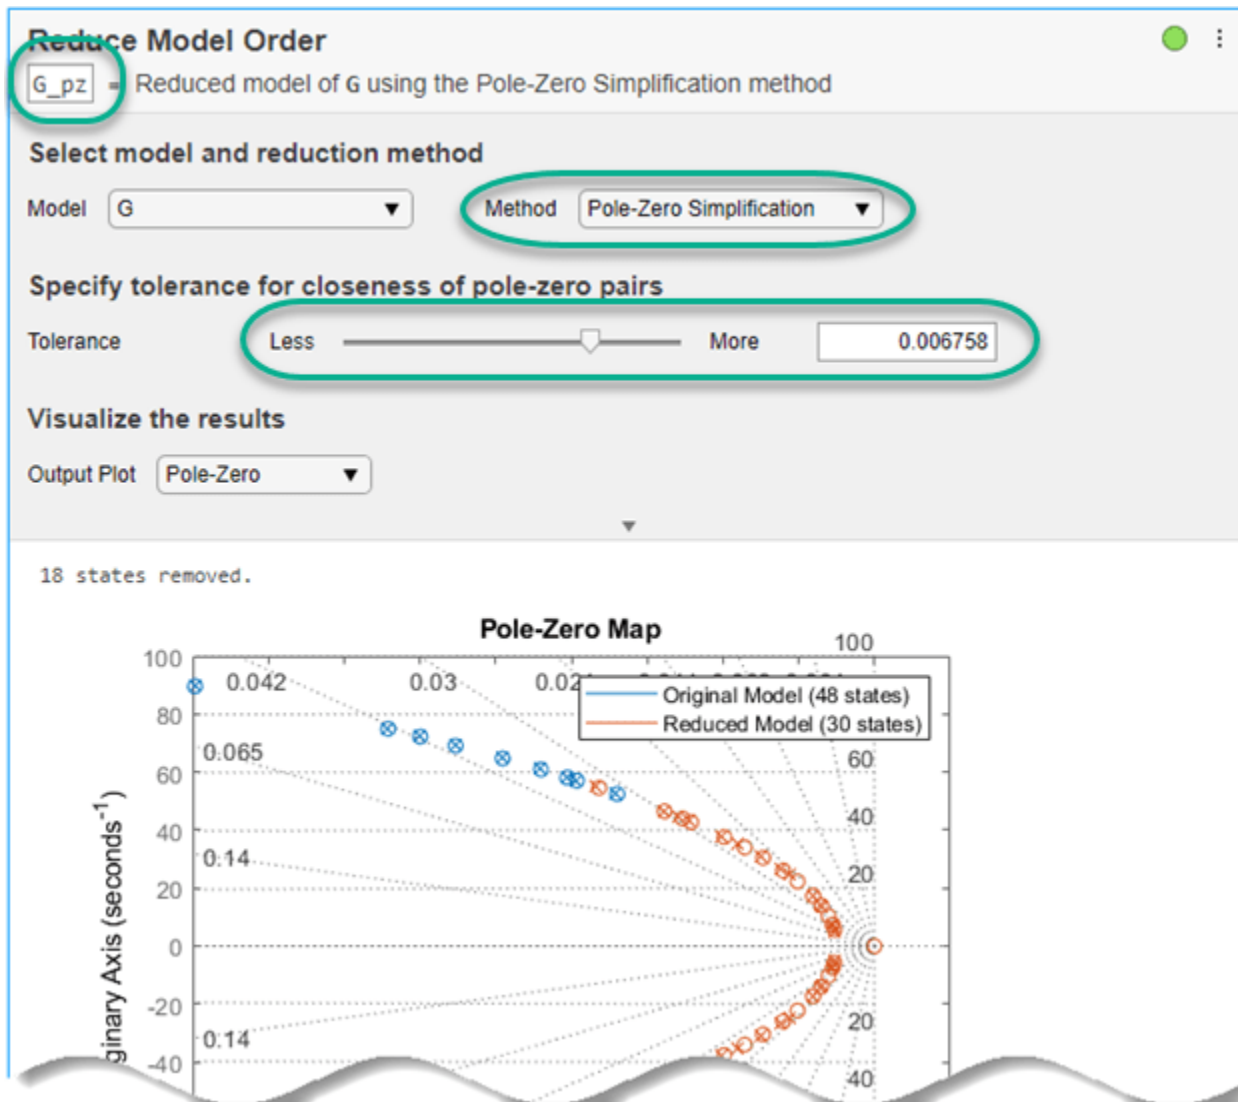 Reduce Model Order
G_pz = Reduced model of G using the Pole-Zero Simplification method
Select model and reduction method
Model G Method Pole-Zero Simplification
Specify tolerance for closeness of pole-zero pairs
Tolerance Less More 0.006758
Visualize the results
Output Plot Pole-Zero
18 states removed.
Pole-Zero Map
100
100
0.042 0.03
Original Model (48 states)
Reduced Model (30 states)
80
0.065
60
60
40
40
0.14
20
20
0
-20
20
0.14
-40
40
ginary Axis (seconds⁻¹)